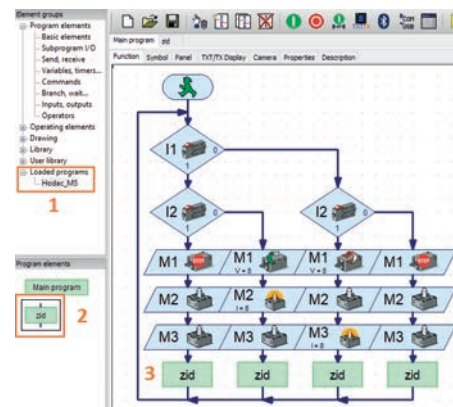 Element groups
Program elements
Basic elements
Subprogram I/O
Send, receive
Variables, timers...
Commands
Branch, wait...
Inputs, outputs
Operators
Operating elements
Drawing
Library
User library
Loaded programs
Hodac_M5
1
Program elements
Main program
zid
2
Main program zid
Function Symbol Panel TXT/TX Display Camera Properties Description
I1 0
1
I2 0 I2 0
1 1
M1 STOP M1 V = 8 M1 V = 8 M1 STOP
M2 M2 I = 8 M2 M2
M3 M3 M3 I = 8 M3
3 zid zid zid zid